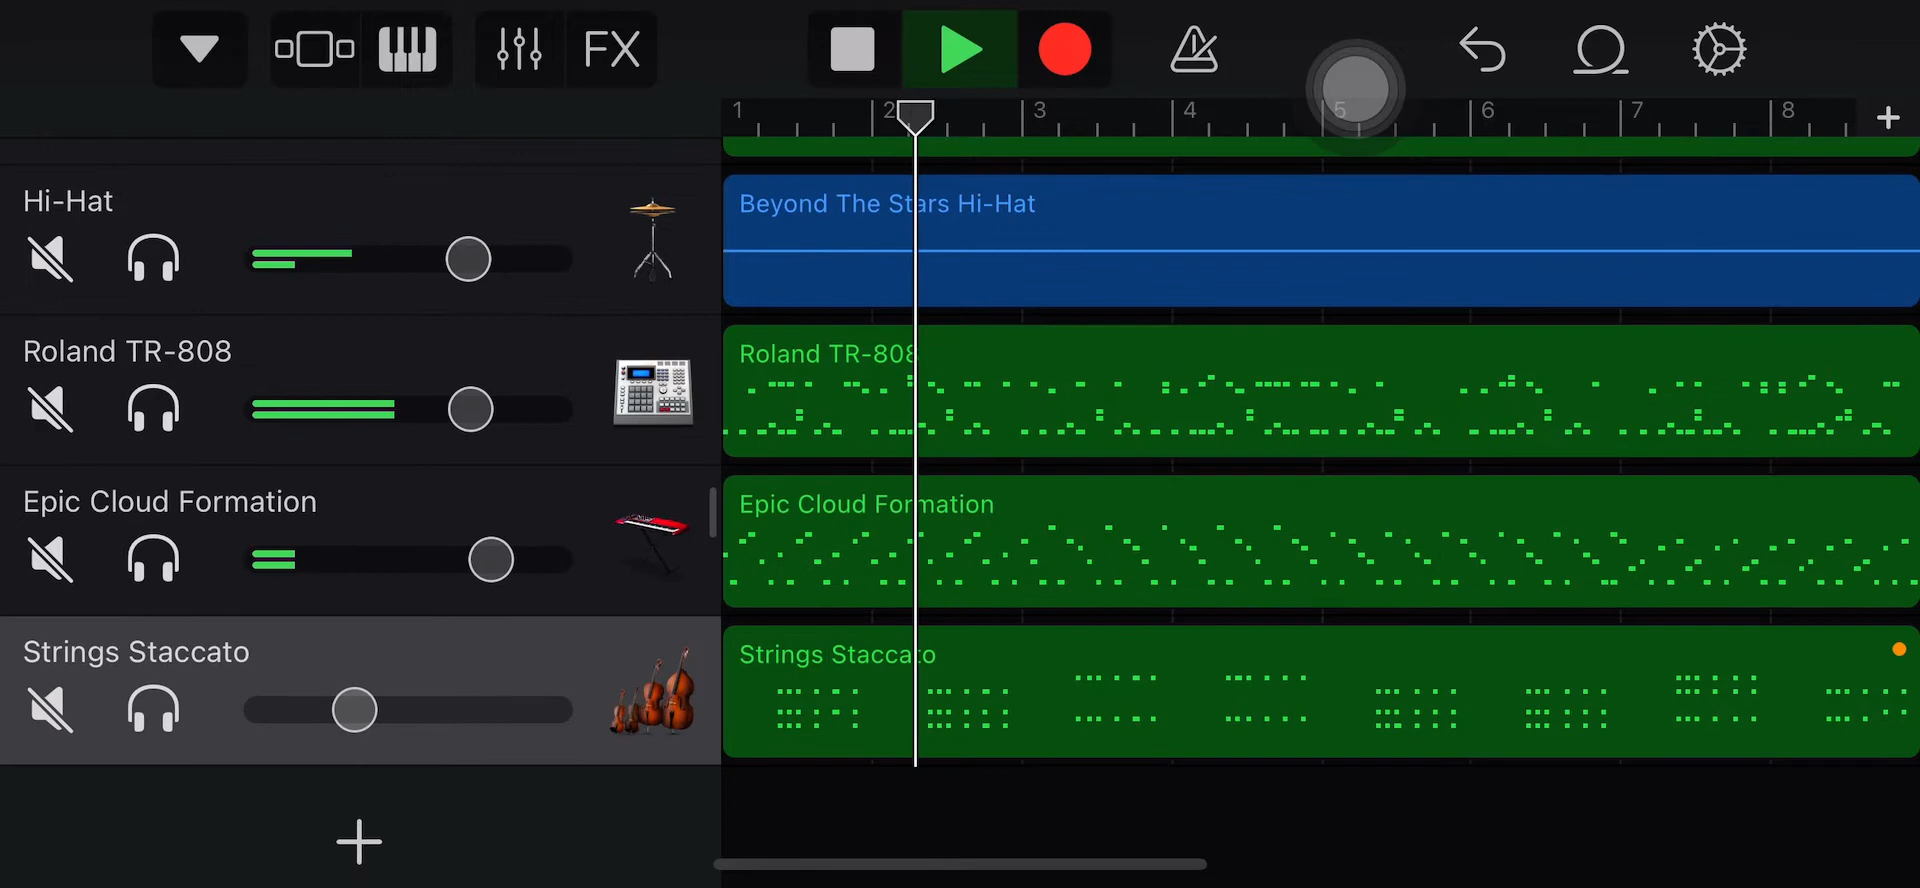 FX
1 2 3 4 5 6 7 8
Hi-Hat
Beyond The Stars Hi-Hat
Roland TR-808
Roland TR-808
Epic Cloud Formation
Epic Cloud Formation
Strings Staccato
Strings Staccato